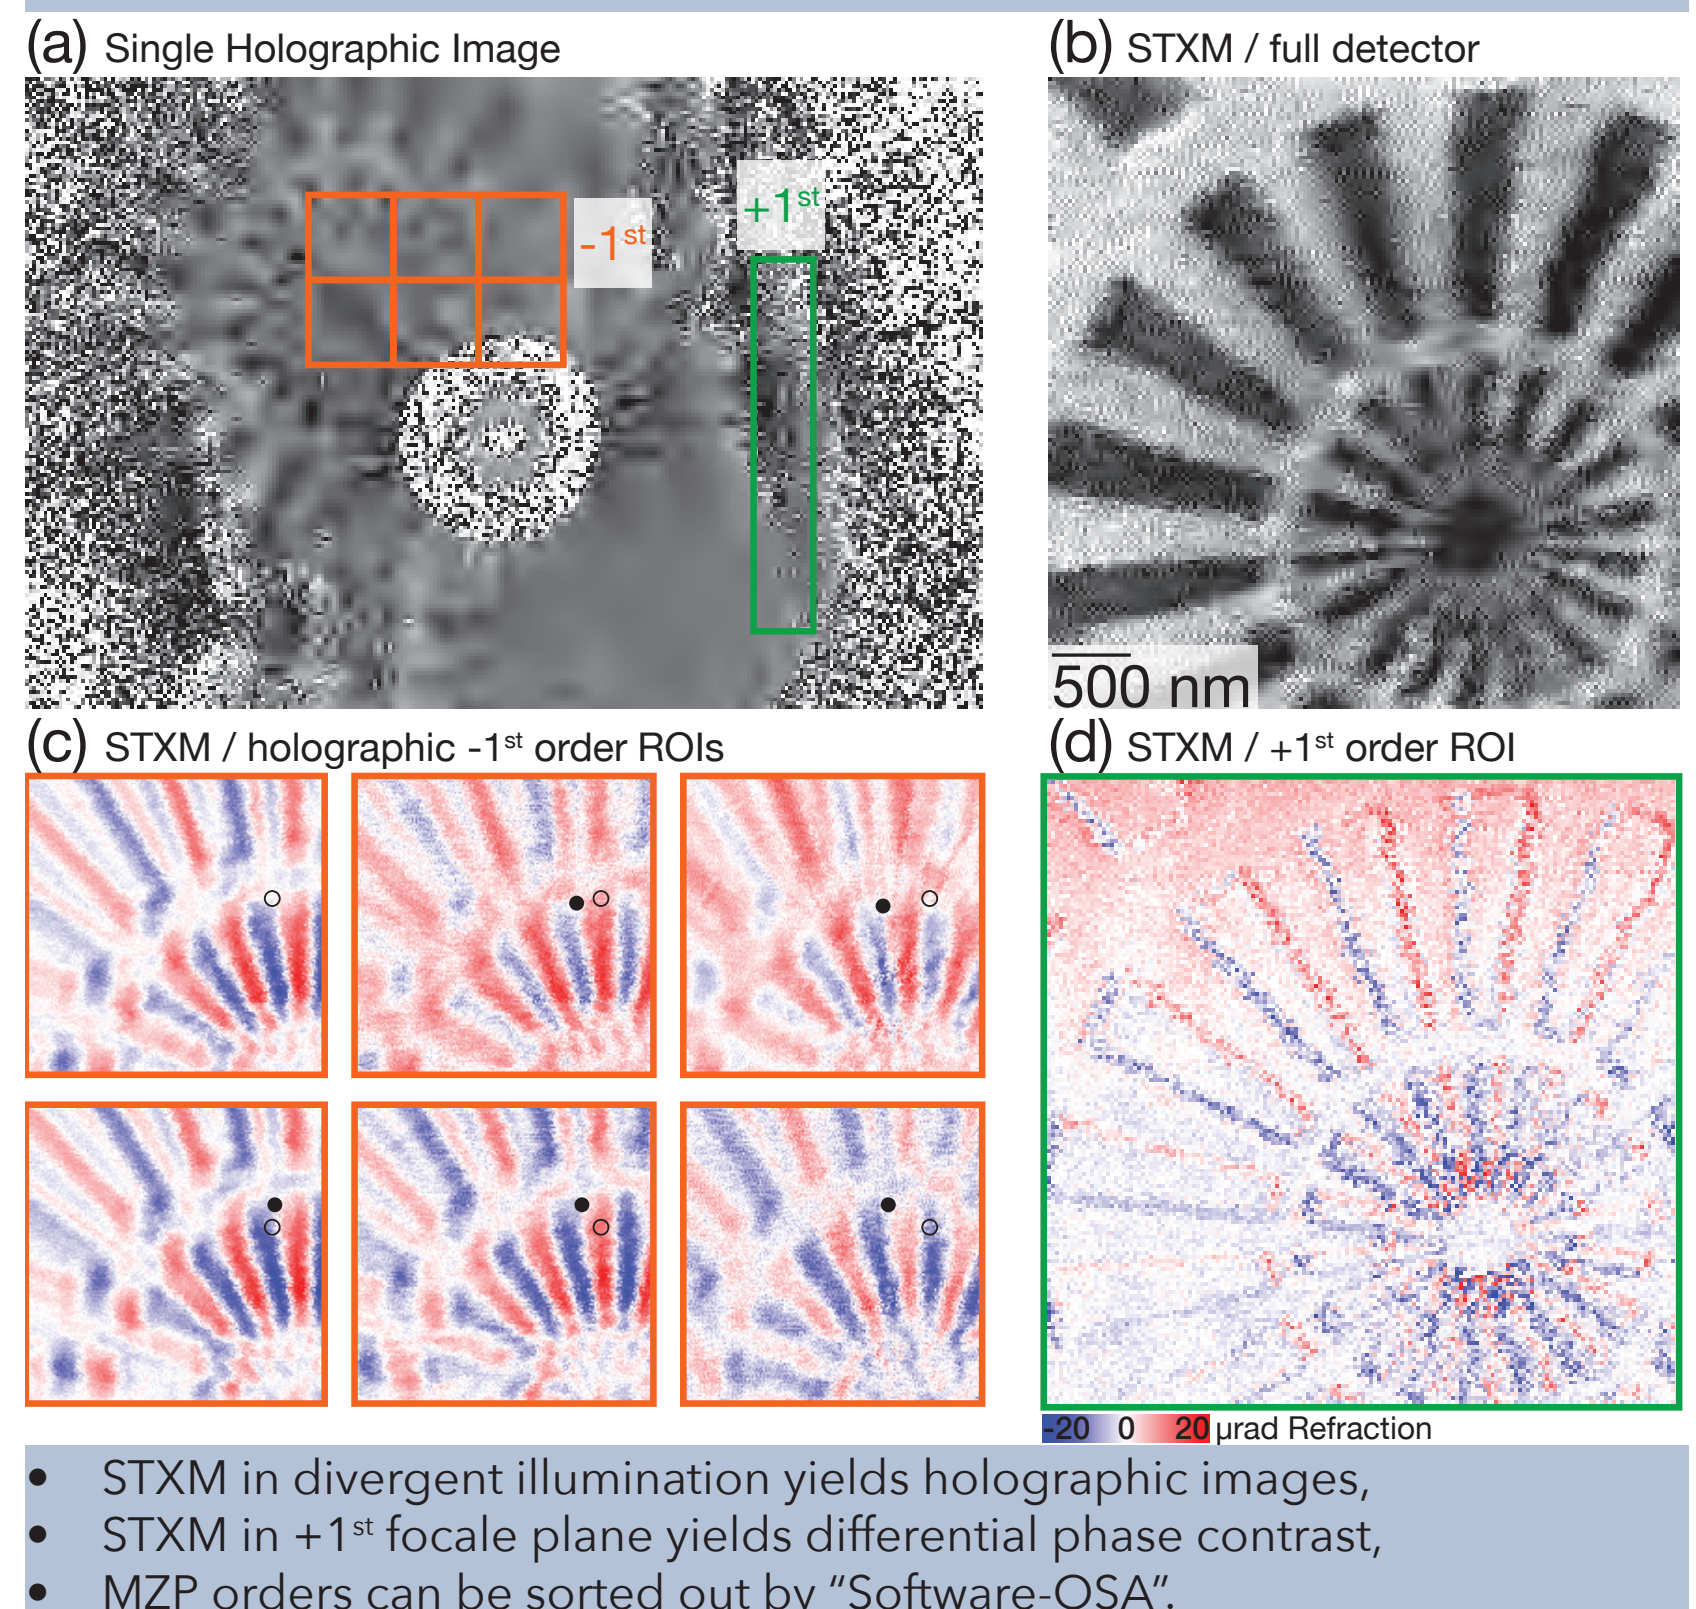 (a) Single Holographic Image
(b) STXM / full detector
+1st
-1st
500 nm
(c) STXM / holographic -1st order ROIs
(d) STXM / +1st order ROI
-20 0 20 µrad Refraction
• STXM in divergent illumination yields holographic images,
• STXM in +1st focale plane yields differential phase contrast,
• MZP orders can be sorted out by “Software-OSA”.